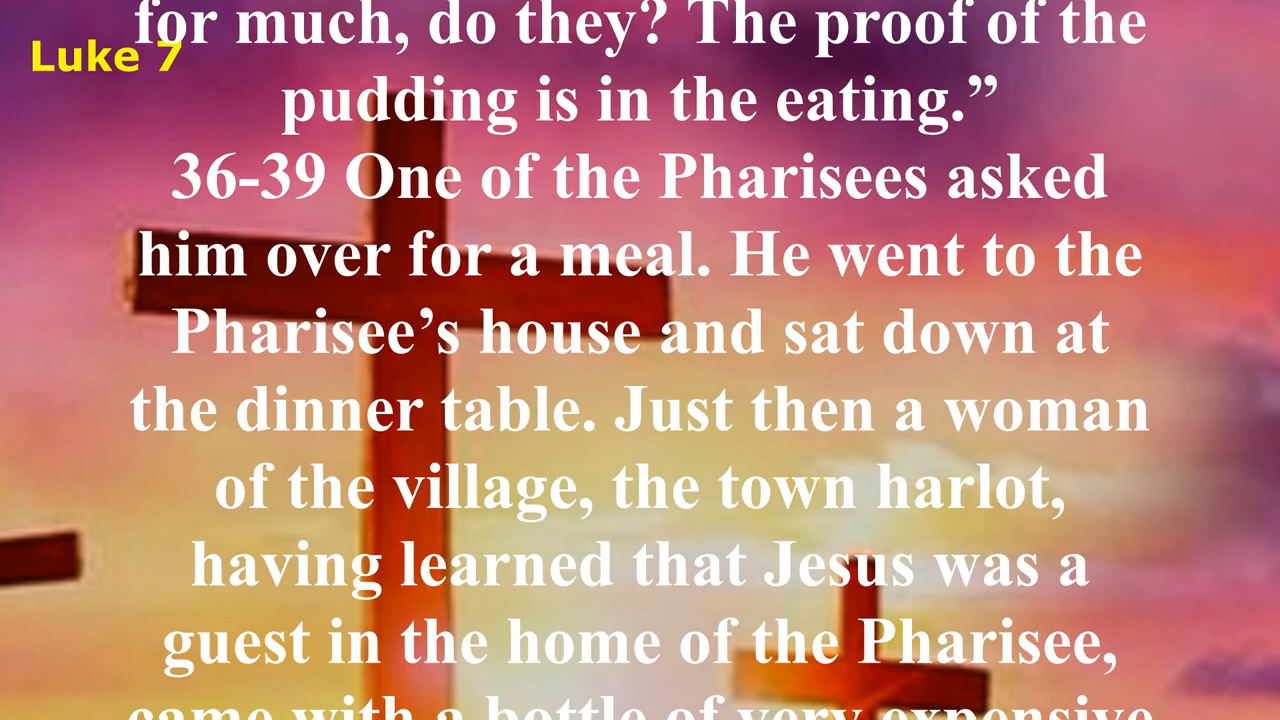 for much, do they? The proof of the
Luke 7
pudding is in the eating.”
36-39 One of the Pharisees asked
him over for a meal. He went to the
Pharisee’s house and sat down at
the dinner table. Just then a woman
of the village, the town harlot,
having learned that Jesus was a
guest in the home of the Pharisee,
came with a bottle of very expensive